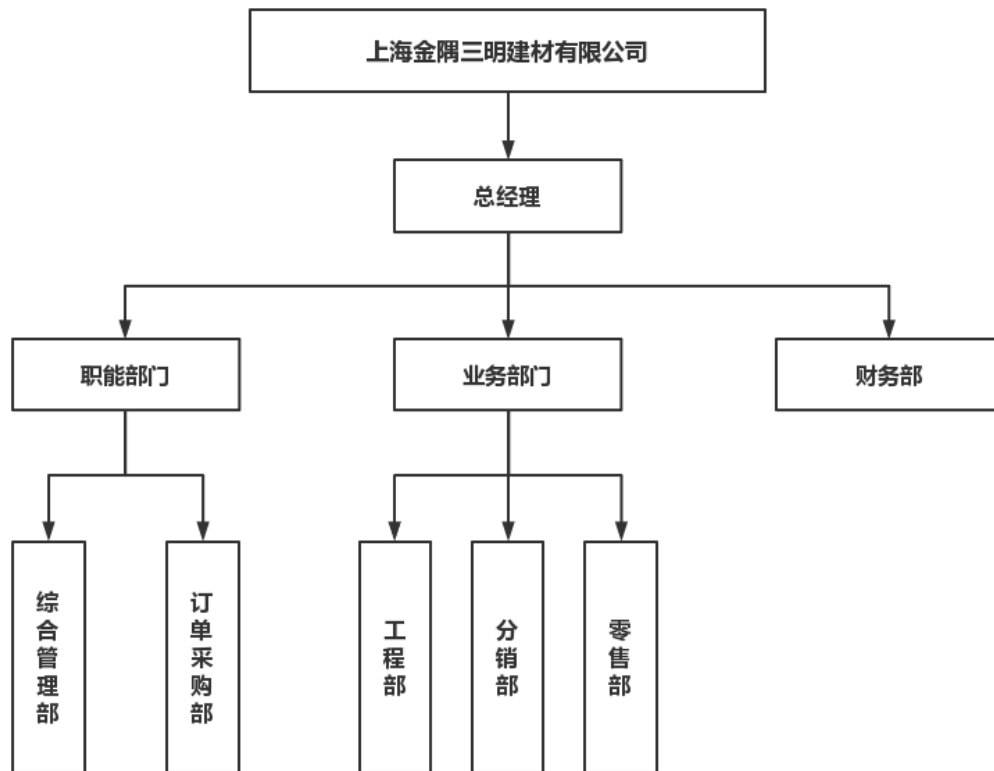 上海金隅三明建材有限公司
总经理
职能部门
业务部门
财务部
综合管理部
订单采购部
工程部
分销部
零售部